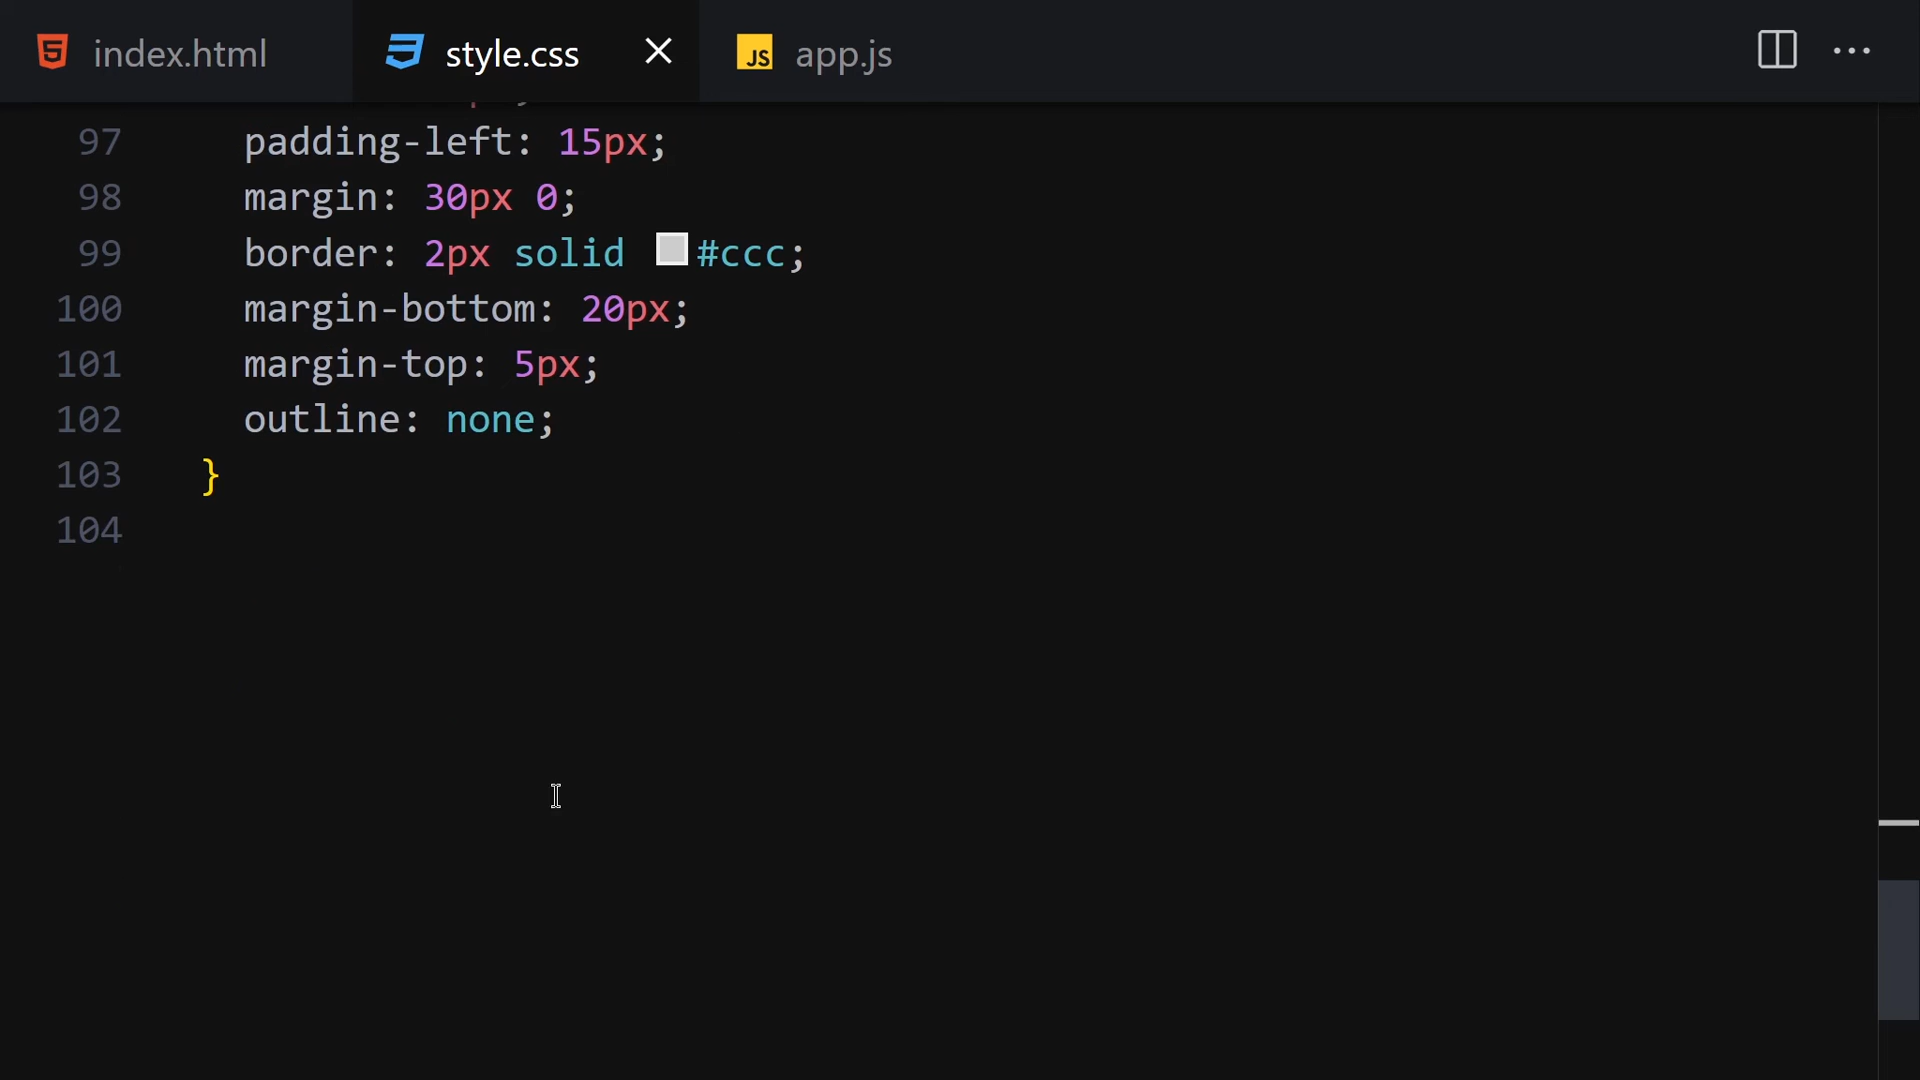 index.html style.css app.js
97 padding-left: 15px;
98 margin: 30px 0;
99 border: 2px solid #ccc;
100 margin-bottom: 20px;
101 margin-top: 5px;
102 outline: none;
103 }
104